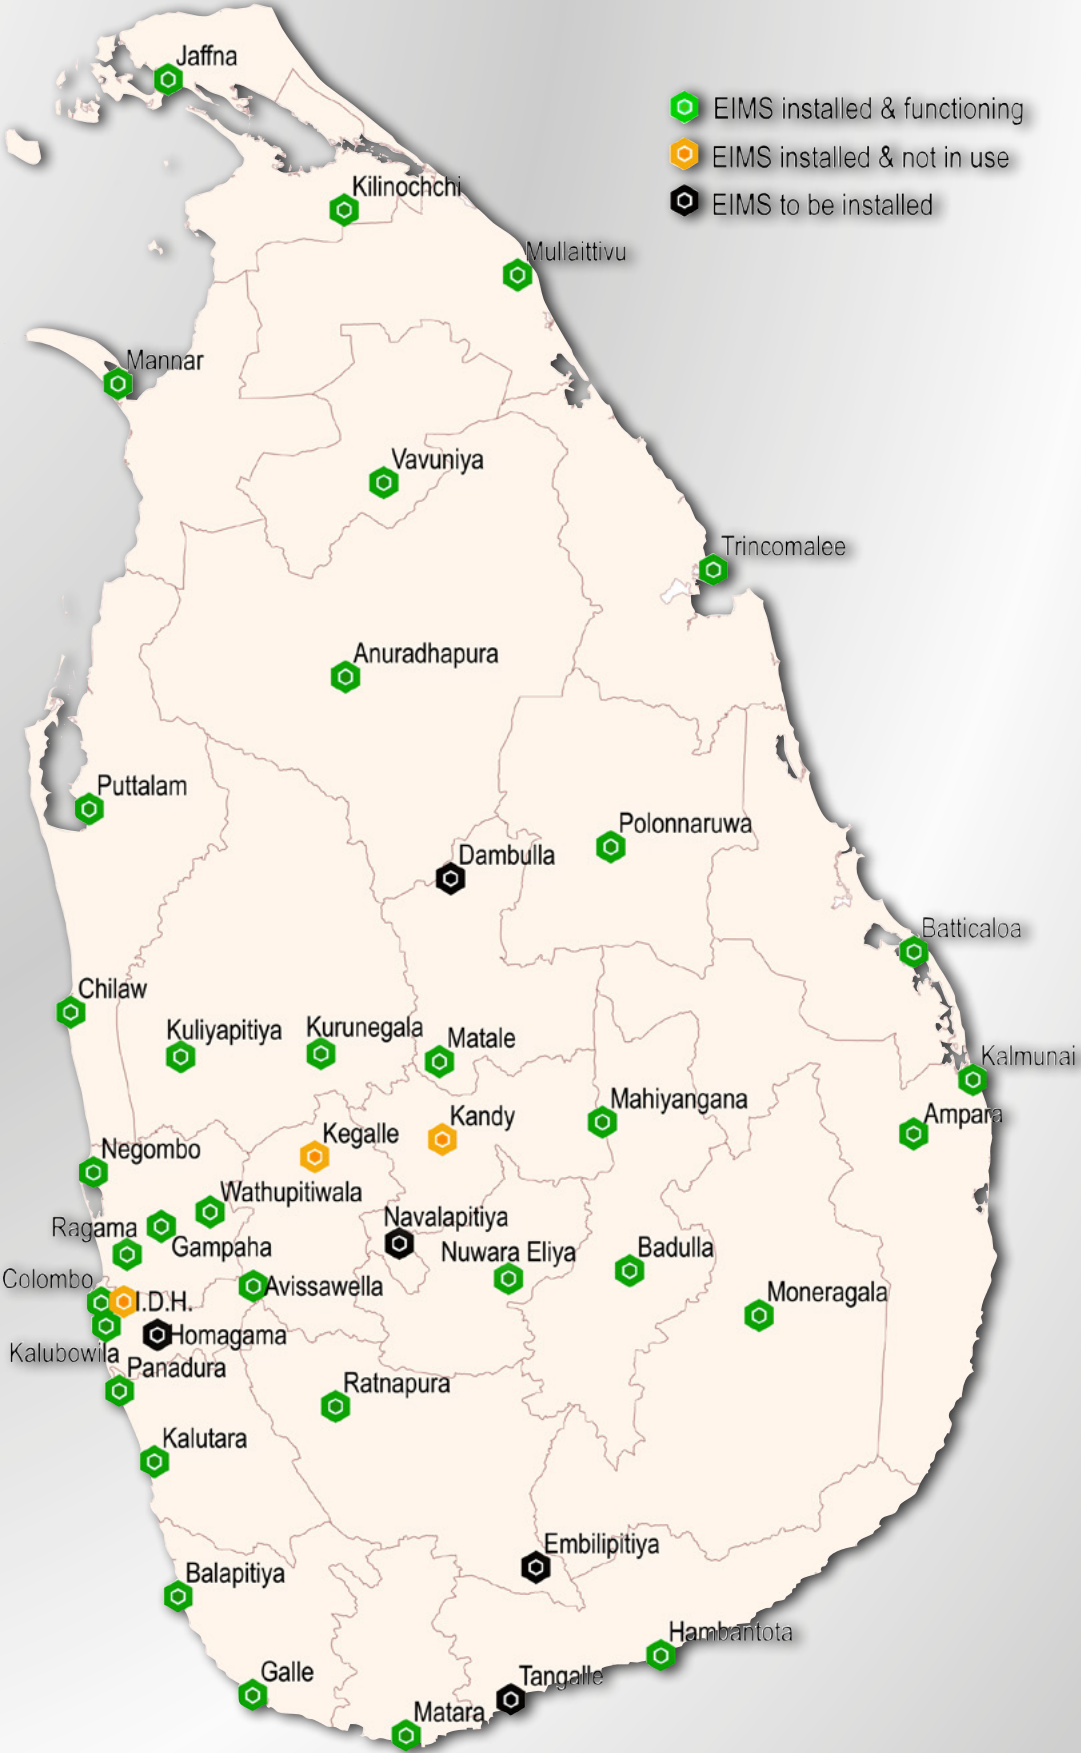 Jaffna
EIMS installed & functioning
EIMS installed & not in use
Kilinochchi
EIMS to be installed
Mullaittivu
Mannar
Vavuniya
Trincomalee
Anuradhapura
Puttalam
Polonnaruwa
Dambulla
Batticaloa
Chilaw
Kuliyapitiya
Kurunegala
Matale
Kalmunai
Mahiyangana
Ampara
Kandy
Kegalle
Negombo
Wathupitiwala
Navalapitiya
Ragama
Gampaha
Nuwara Eliya
Badulla
Colombo
Avissawella
Moneragala
I.D.H.
Homagama
Kalubowila
Panadura
Ratnapura
Kalutara
Embilipitiya
Balapitiya
Hambantota
Galle
Tangalle
Matara